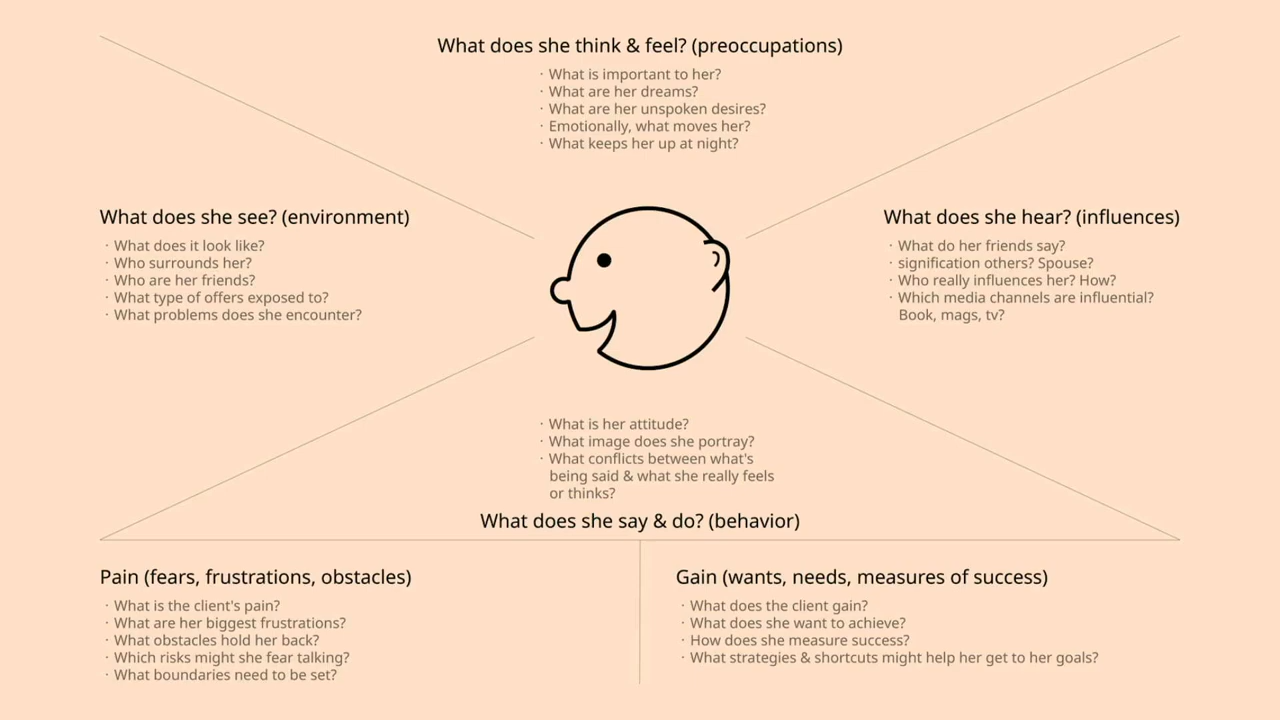 What does she think & feel? (preoccupations)
· What is important to her?
· What are her dreams?
· What are her unspoken desires?
· Emotionally, what moves her?
· What keeps her up at night?
What does she see? (environment)
· What does it look like?
· Who surrounds her?
· Who are her friends?
· What type of offers exposed to?
· What problems does she encounter?
What does she hear? (influences)
· What do her friends say?
· signification others? Spouse?
· Who really influences her? How?
· Which media channels are influential?
Book, mags, tv?
· What is her attitude?
· What image does she portray?
· What conflicts between what's
being said & what she really feels
or thinks?
What does she say & do? (behavior)
Pain (fears, frustrations, obstacles)
· What is the client's pain?
· What are her biggest frustrations?
· What obstacles hold her back?
· Which risks might she fear talking?
· What boundaries need to be set?
Gain (wants, needs, measures of success)
· What does the client gain?
· What does she want to achieve?
· How does she measure success?
· What strategies & shortcuts might help her get to her goals?